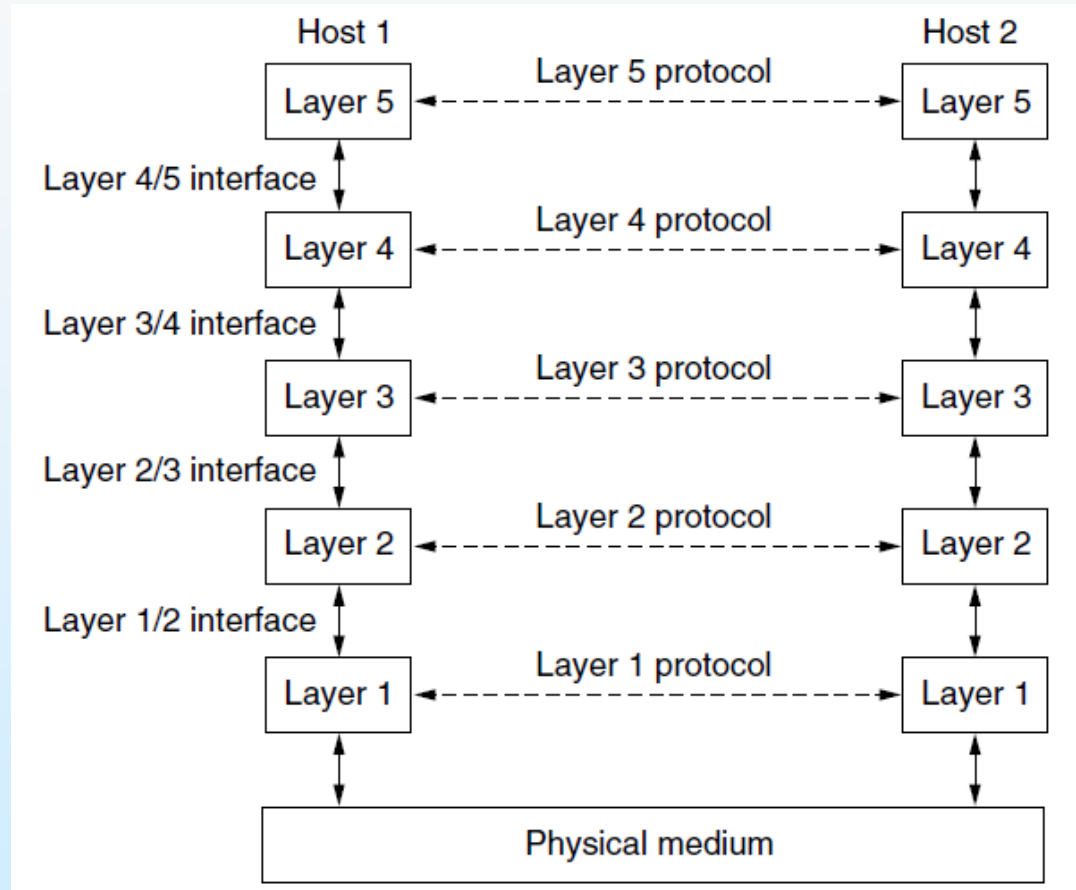 Host 1 Host 2
Layer 5 protocol
Layer 5 Layer 5
Layer 4/5 interface
Layer 4 protocol
Layer 4 Layer 4
Layer 3/4 interface
Layer 3 protocol
Layer 3 Layer 3
Layer 2/3 interface
Layer 2 protocol
Layer 2 Layer 2
Layer 1/2 interface
Layer 1 protocol
Layer 1 Layer 1
Physical medium